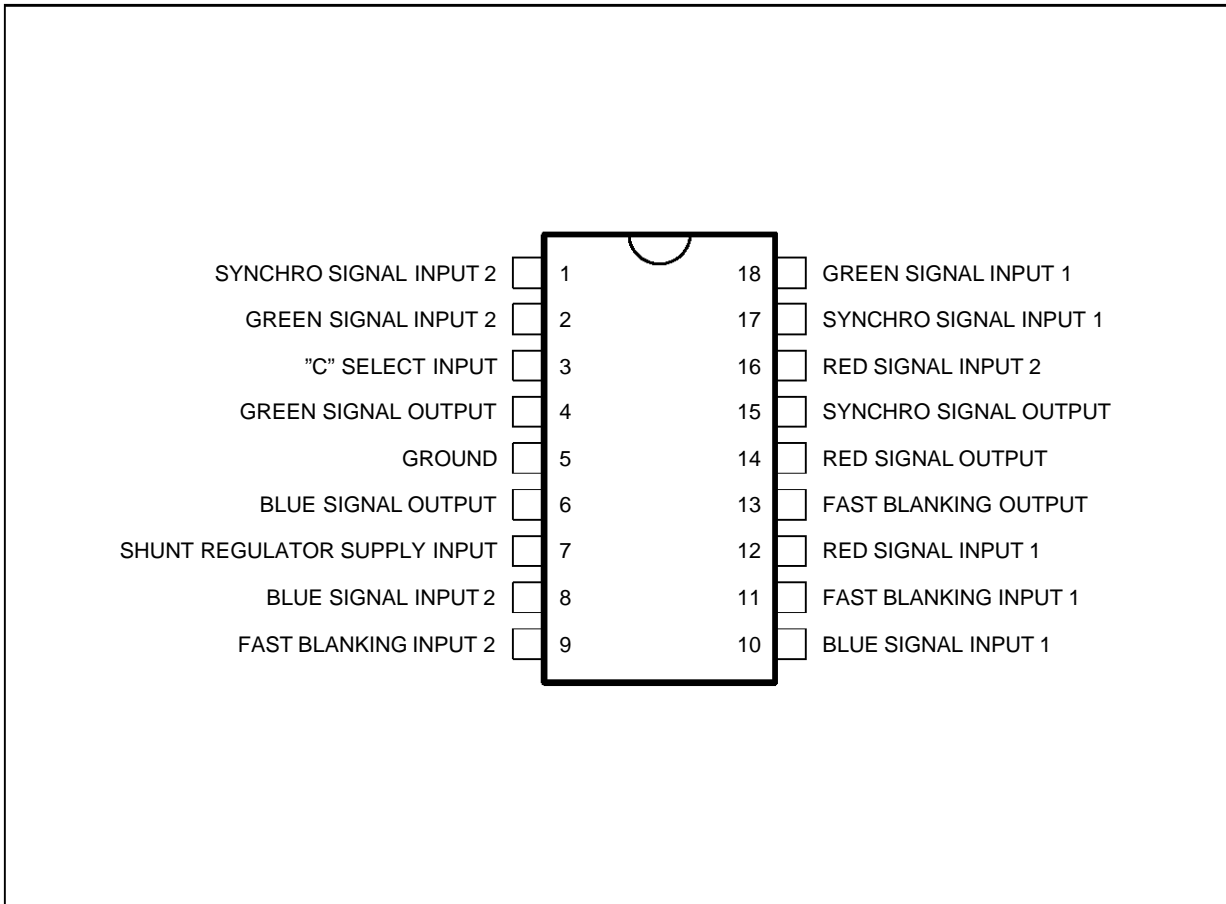 SYNCHRO SIGNAL INPUT 2 1 18 GREEN SIGNAL INPUT 1
GREEN SIGNAL INPUT 2 2 17 SYNCHRO SIGNAL INPUT 1
”C” SELECT INPUT 3 16 RED SIGNAL INPUT 2
GREEN SIGNAL OUTPUT 4 15 SYNCHRO SIGNAL OUTPUT
GROUND 5 14 RED SIGNAL OUTPUT
BLUE SIGNAL OUTPUT 6 13 FAST BLANKING OUTPUT
SHUNT REGULATOR SUPPLY INPUT 7 12 RED SIGNAL INPUT 1
BLUE SIGNAL INPUT 2 8 11 FAST BLANKING INPUT 1
FAST BLANKING INPUT 2 9 10 BLUE SIGNAL INPUT 1